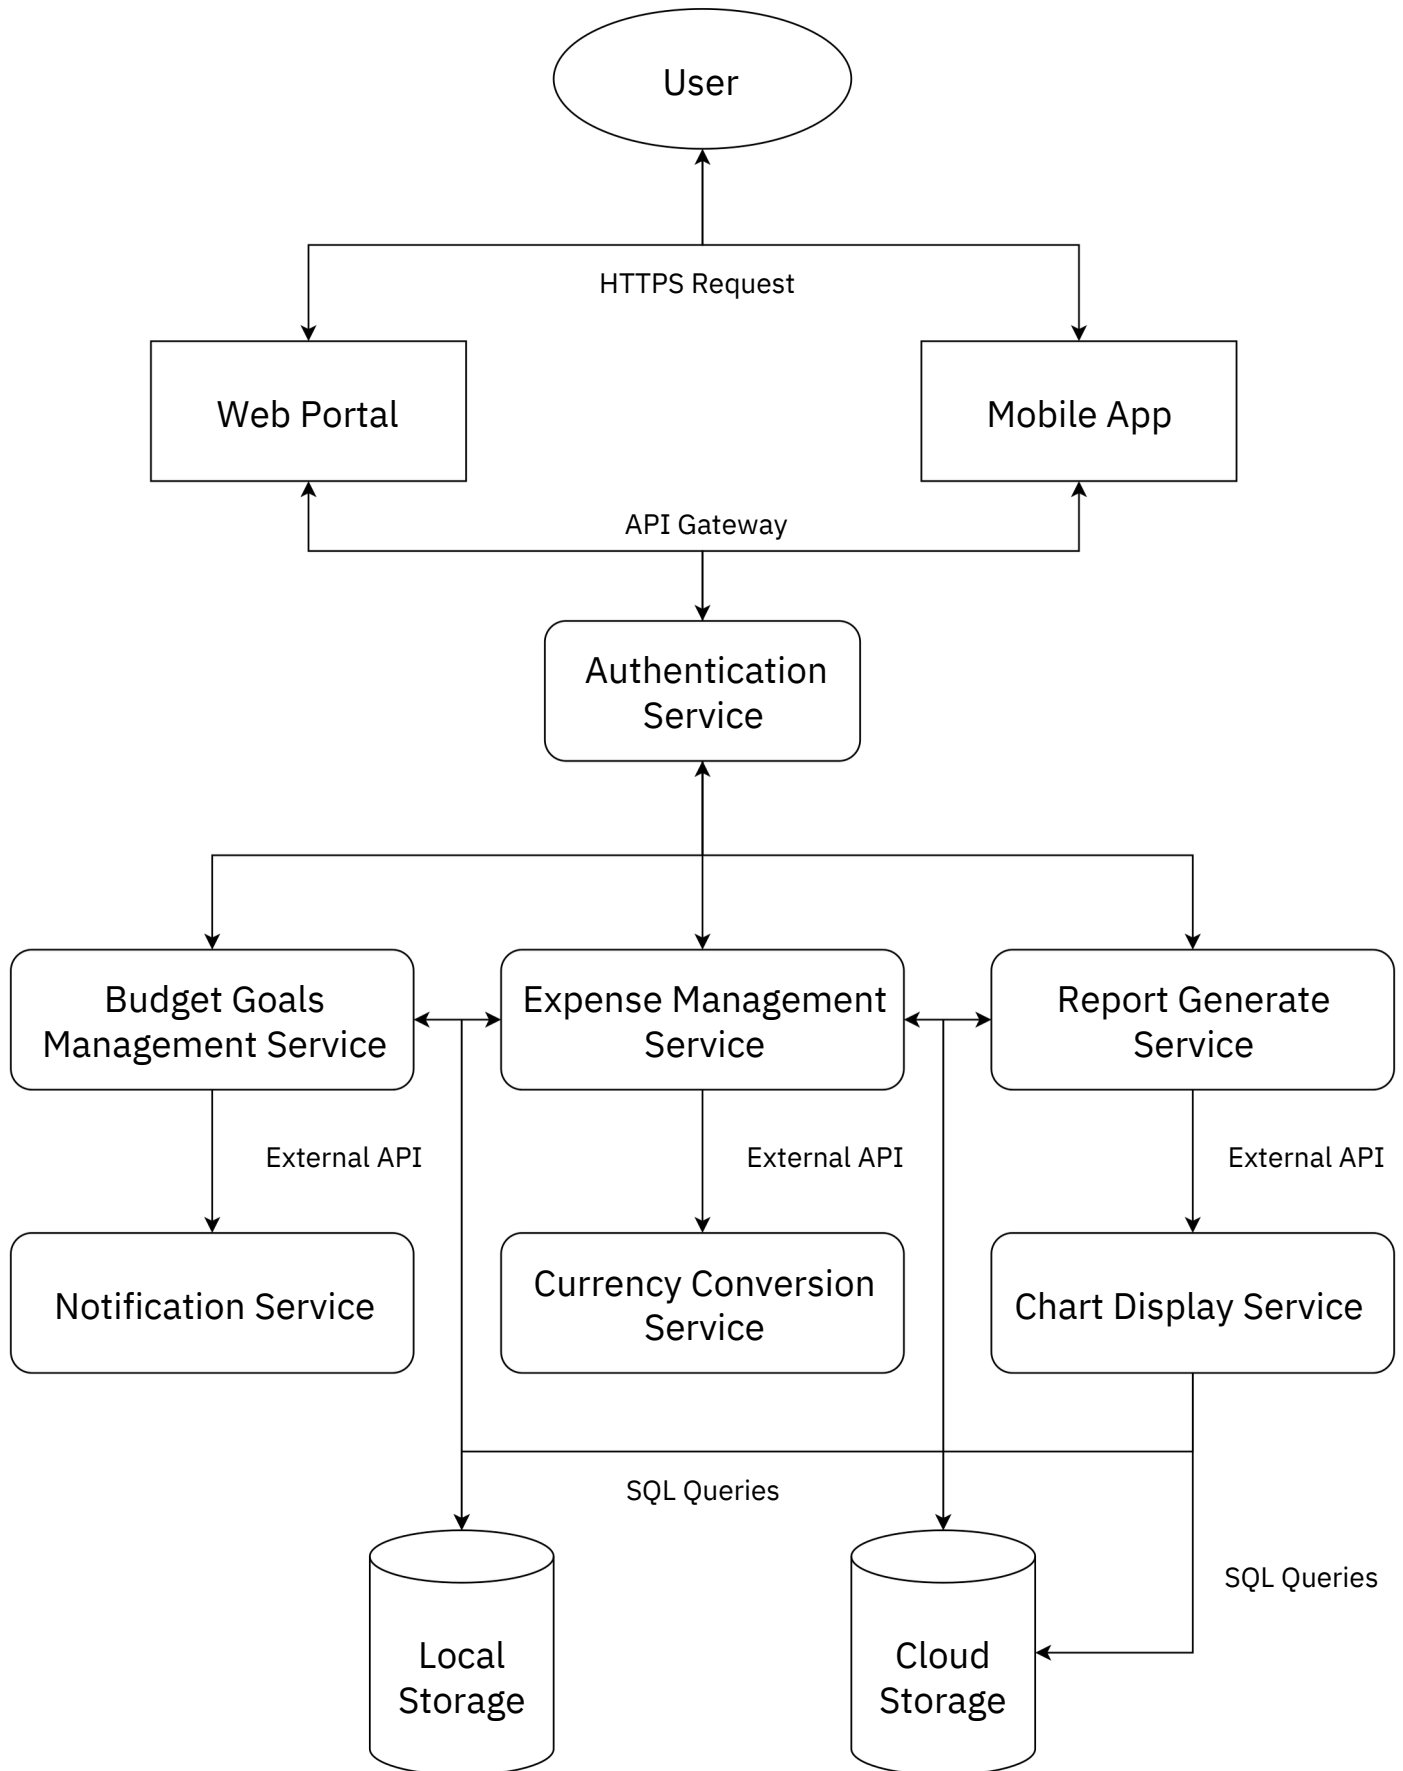 User
HTTPS Request
Web Portal
Mobile App
API Gateway
Authentication
Service
Budget Goals
Management Service
Expense Management
Service
Report Generate
Service
External API
External API
External API
Notification Service
Currency Conversion
Service
Chart Display Service
SQL Queries
SQL Queries
Local
Storage
Cloud
Storage